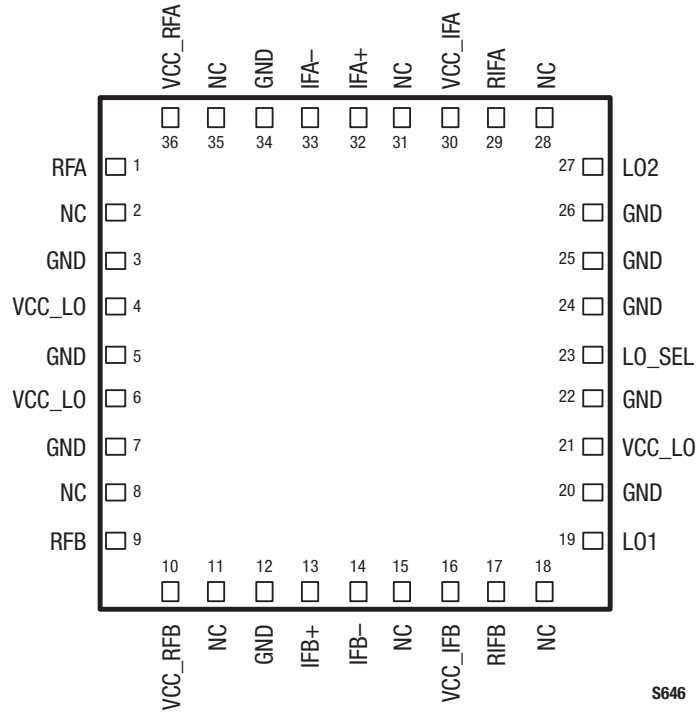 VCC_RFA NC GND IFA– IFA+ NC VCC_IFA RIFA NC
36 35 34 33 32 31 30 29 28
RFA 1 27 LO2
NC 2 26 GND
GND 3 25 GND
VCC_LO 4 24 GND
GND 5 23 LO_SEL
VCC_LO 6 22 GND
GND 7 21 VCC_LO
NC 8 20 GND
RFB 9 19 LO1
10 11 12 13 14 15 16 17 18
VCC_RFB NC GND IFB+ IFB– NC VCC_IFB RIFB NC
S646